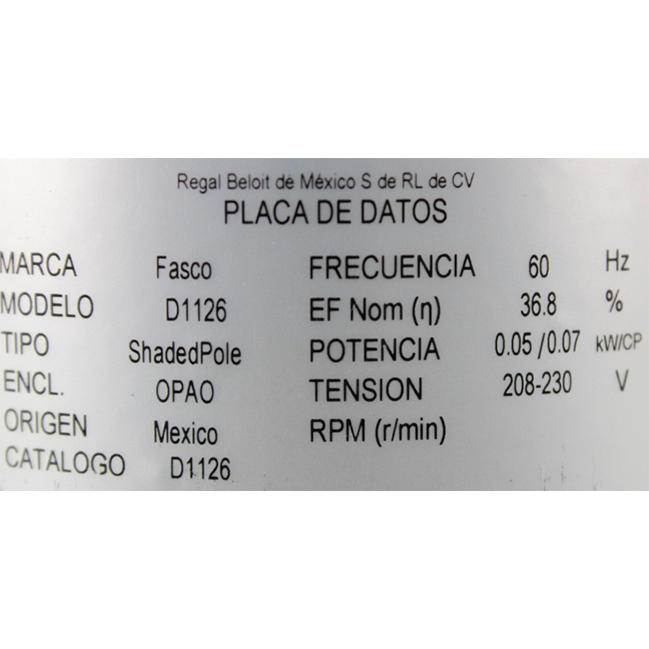 Regal Beloit de México S de RL de CV
PLACA DE DATOS
MARCA Fasco FRECUENCIA 60 Hz
MODELO D1126 EF Nom (η) 36.8 %
TIPO ShadedPole POTENCIA 0.05 /0.07 kW/CP
ENCL. OPAO TENSION 208-230 V
ORIGEN Mexico RPM (r/min)
CATALOGO D1126